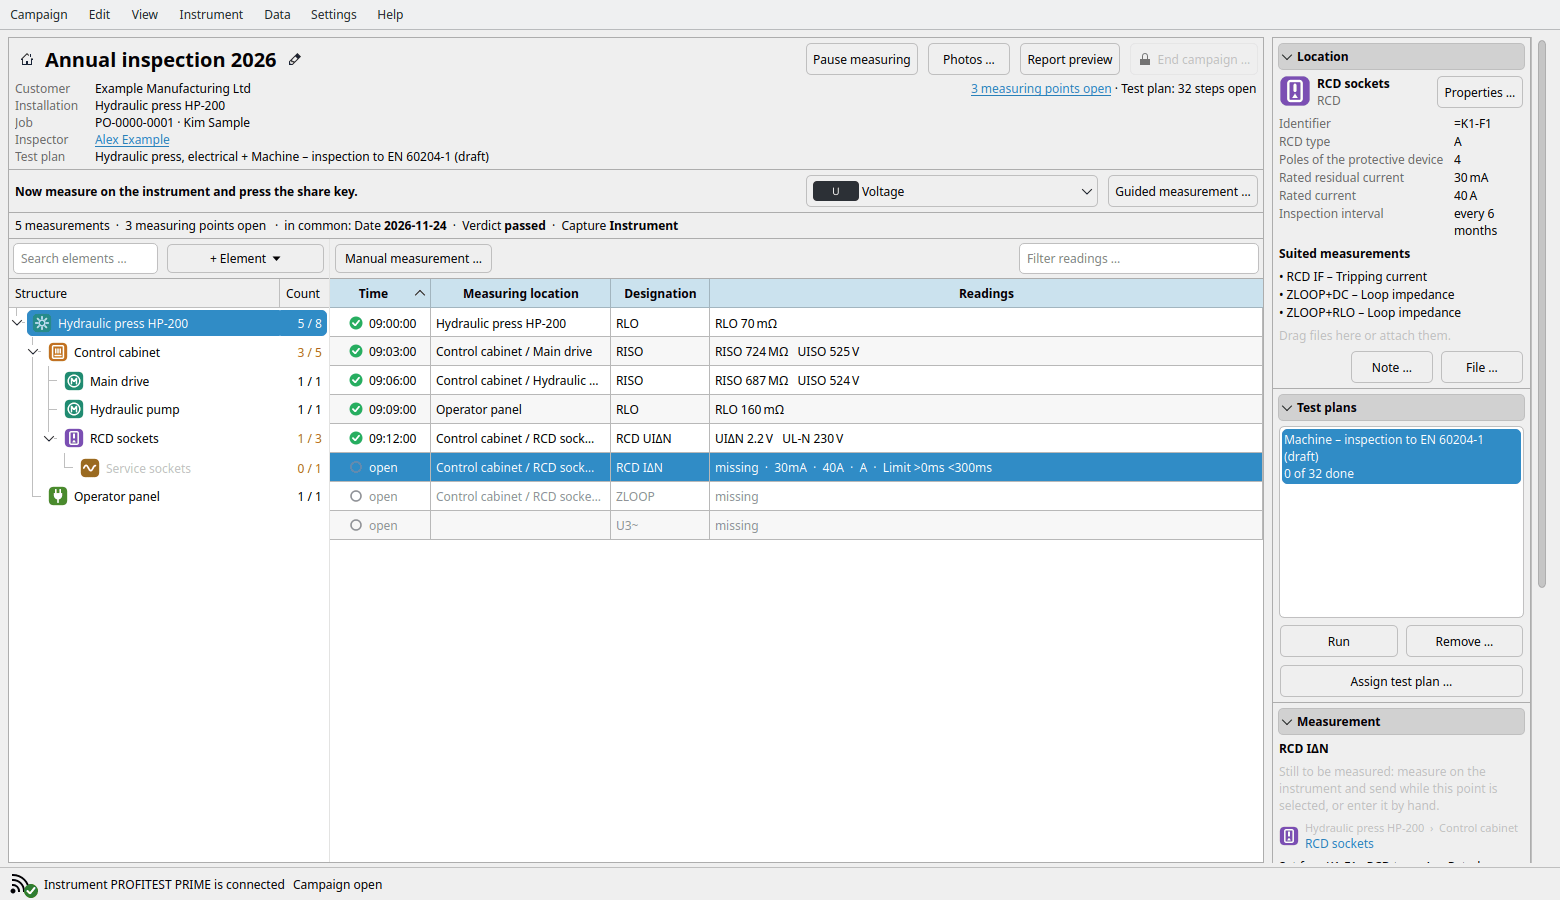 Campaign Edit View Instrument Data Settings Help
Annual inspection 2026
Pause measuring Photos ... Report preview End campaign ...
Customer Example Manufacturing Ltd
3 measuring points open · Test plan: 32 steps open
Installation Hydraulic press HP-200
Job PO-0000-0001 · Kim Sample
Inspector Alex Example
Test plan Hydraulic press, electrical + Machine – inspection to EN 60204-1 (draft)
Now measure on the instrument and press the share key.
U Voltage Guided measurement ...
5 measurements · 3 measuring points open · in common: Date 2026-11-24 · Verdict passed · Capture Instrument
Search elements ... + Element Manual measurement ... Filter readings ...
Structure Count
Hydraulic press HP-200 5 / 8
Control cabinet 3 / 5
Main drive 1 / 1
Hydraulic pump 1 / 1
RCD sockets 1 / 3
Service sockets 0 / 1
Operator panel 1 / 1
Time Measuring location Designation Readings
09:00:00 Hydraulic press HP-200 RLO RLO 70 mΩ
09:03:00 Control cabinet / Main drive RISO RISO 724 MΩ UISO 525 V
09:06:00 Control cabinet / Hydraulic ... RISO RISO 687 MΩ UISO 524 V
09:09:00 Operator panel RLO RLO 160 mΩ
09:12:00 Control cabinet / RCD sock... RCD UIΔN UIΔN 2.2 V UL-N 230 V
open Control cabinet / RCD sock... RCD IΔN missing · 30mA · 40A · A · Limit >0ms <300ms
open Control cabinet / RCD socke... ZLOOP missing
open U3~ missing
Location
RCD sockets
RCD
Properties ...
Identifier =K1-F1
RCD type A
Poles of the protective device 4
Rated residual current 30 mA
Rated current 40 A
Inspection interval every 6
months
Suited measurements
• RCD IF – Tripping current
• ZLOOP+DC – Loop impedance
• ZLOOP+RLO – Loop impedance
Drag files here or attach them.
Note ... File ...
Test plans
Machine – inspection to EN 60204-1
(draft)
0 of 32 done
Run Remove ...
Assign test plan ...
Measurement
RCD IΔN
Still to be measured: measure on the
instrument and send while this point is
selected, or enter it by hand.
Hydraulic press HP-200 › Control cabinet
RCD sockets
Instrument PROFITEST PRIME is connected Campaign open